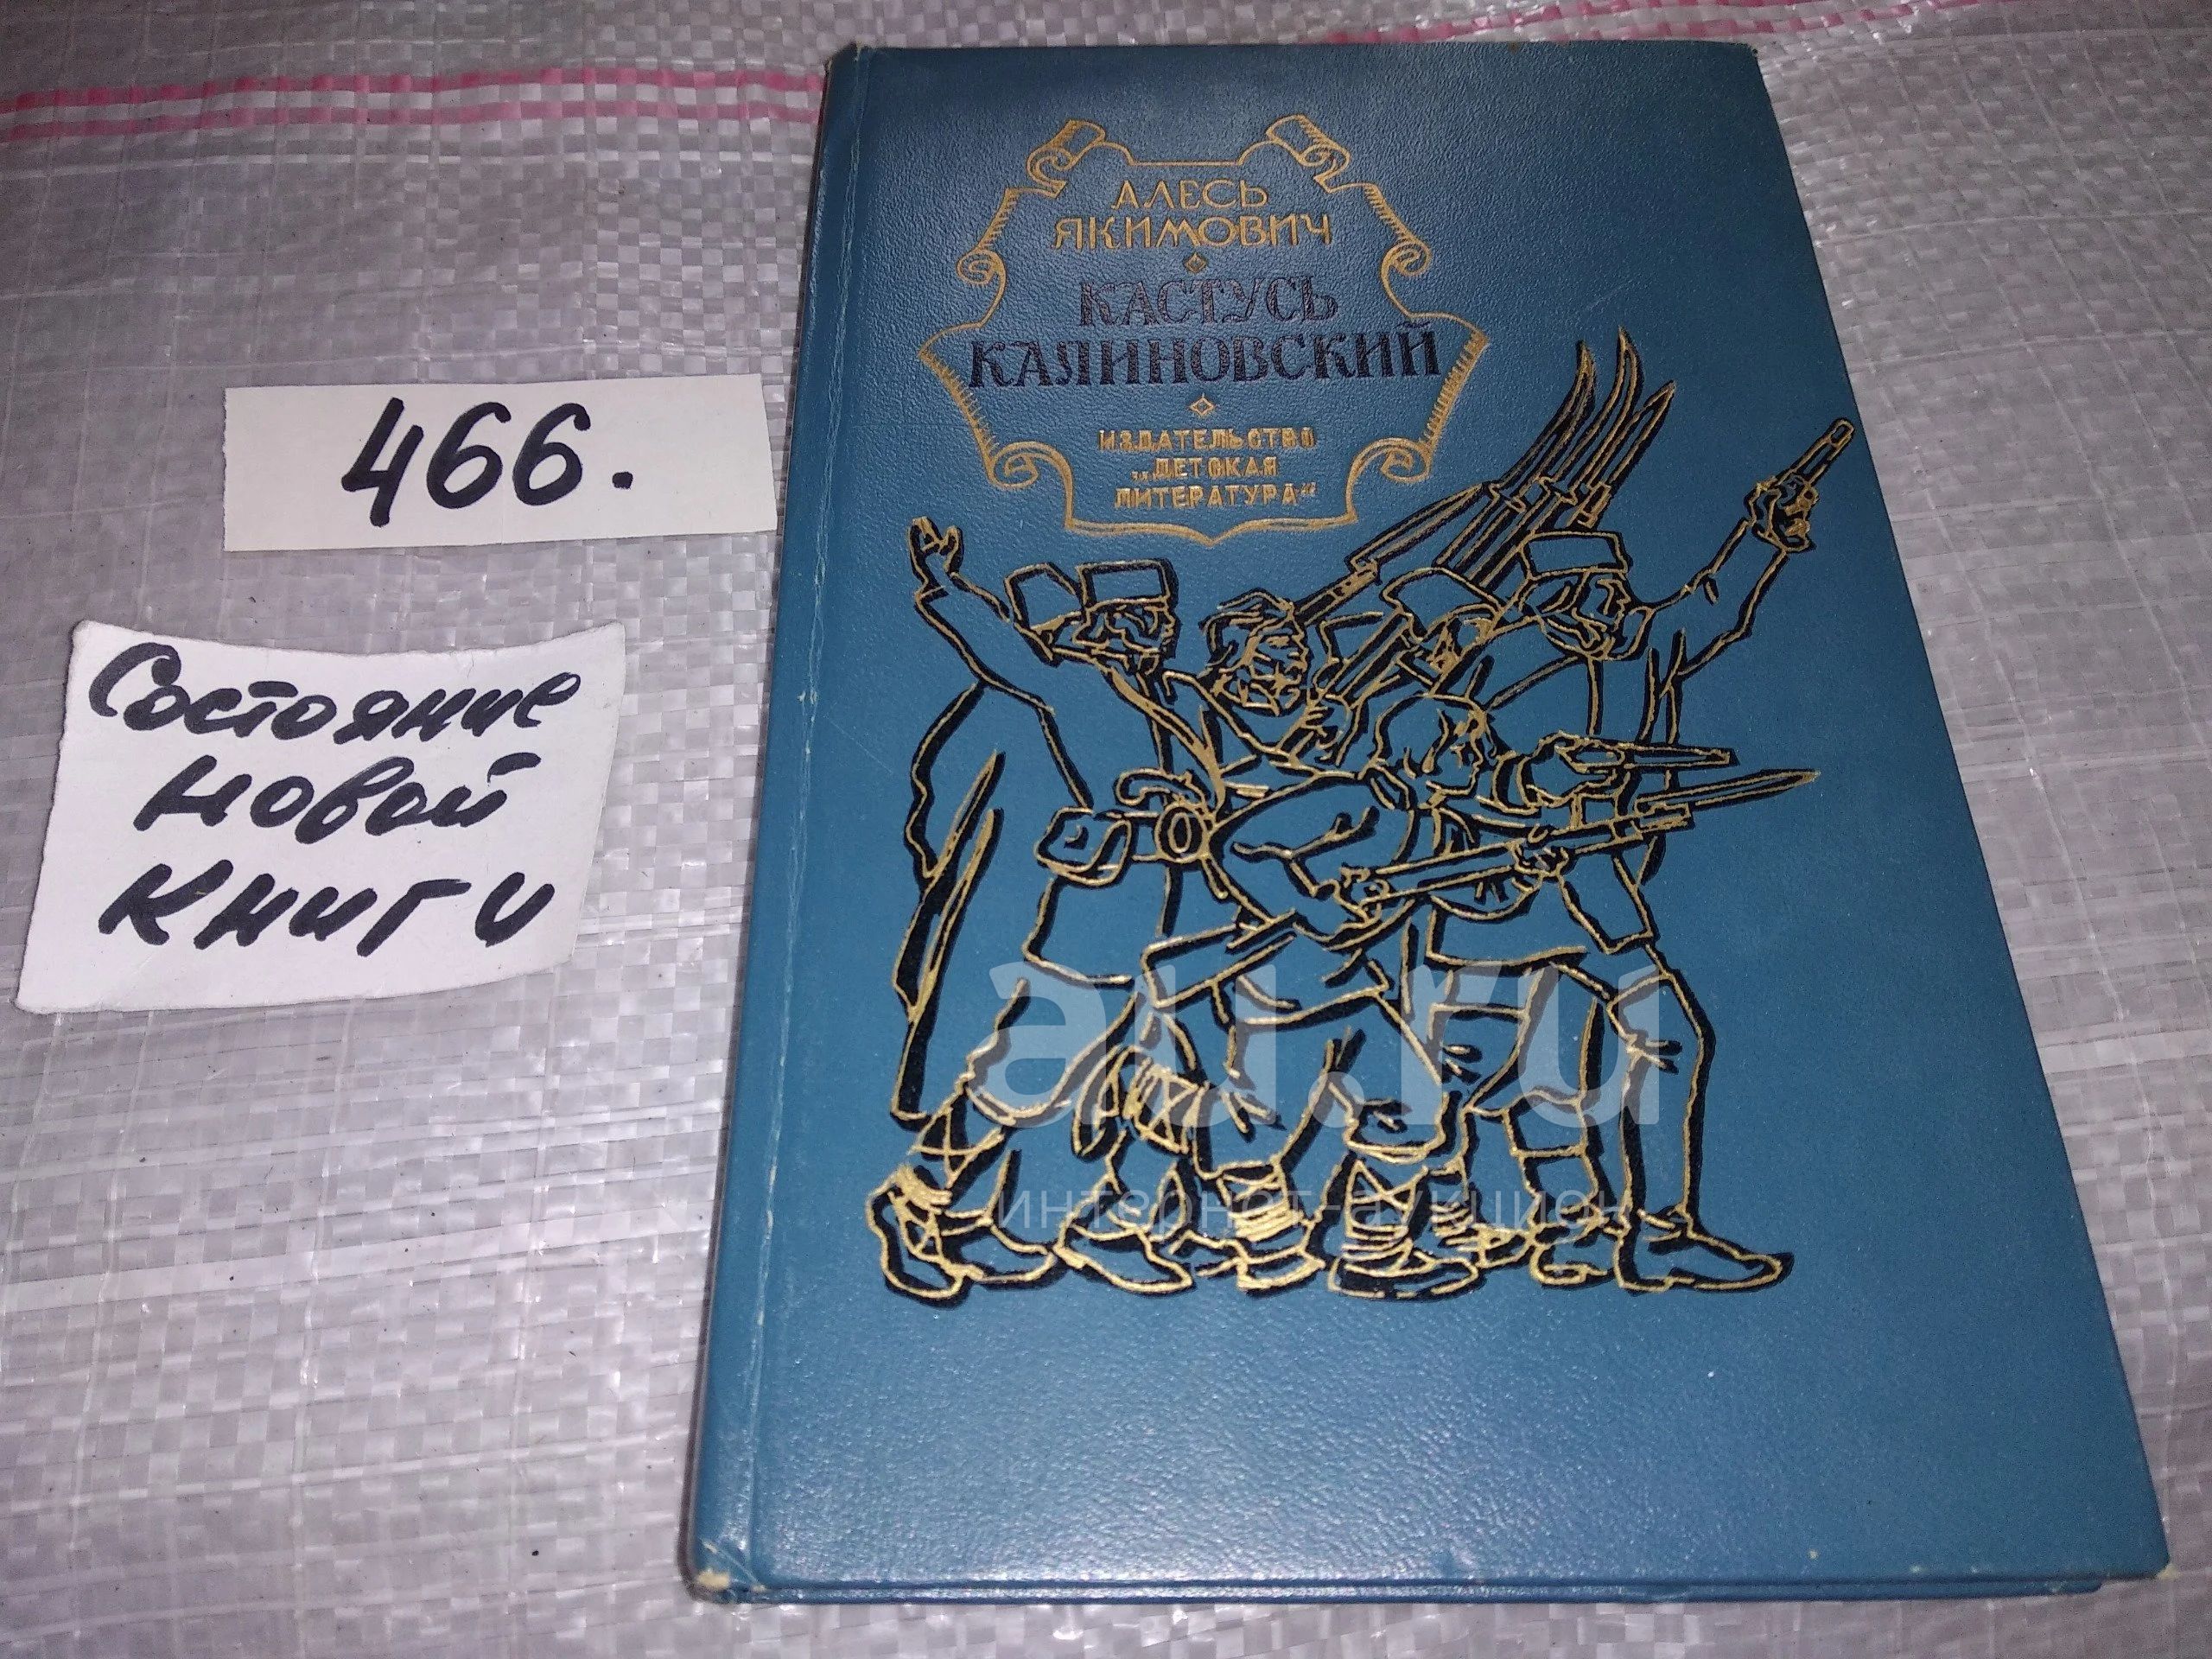 466.
Состояние
новой
книги
АЛЕСЬ
ЯКИМОВИЧ
КАСТУСЬ
КАЛИНОВСКИЙ
ИЗДАТЕЛЬСТВО
„ДЕТСКАЯ
ЛИТЕРАТУРА“
au.ru
интернет-аукцион